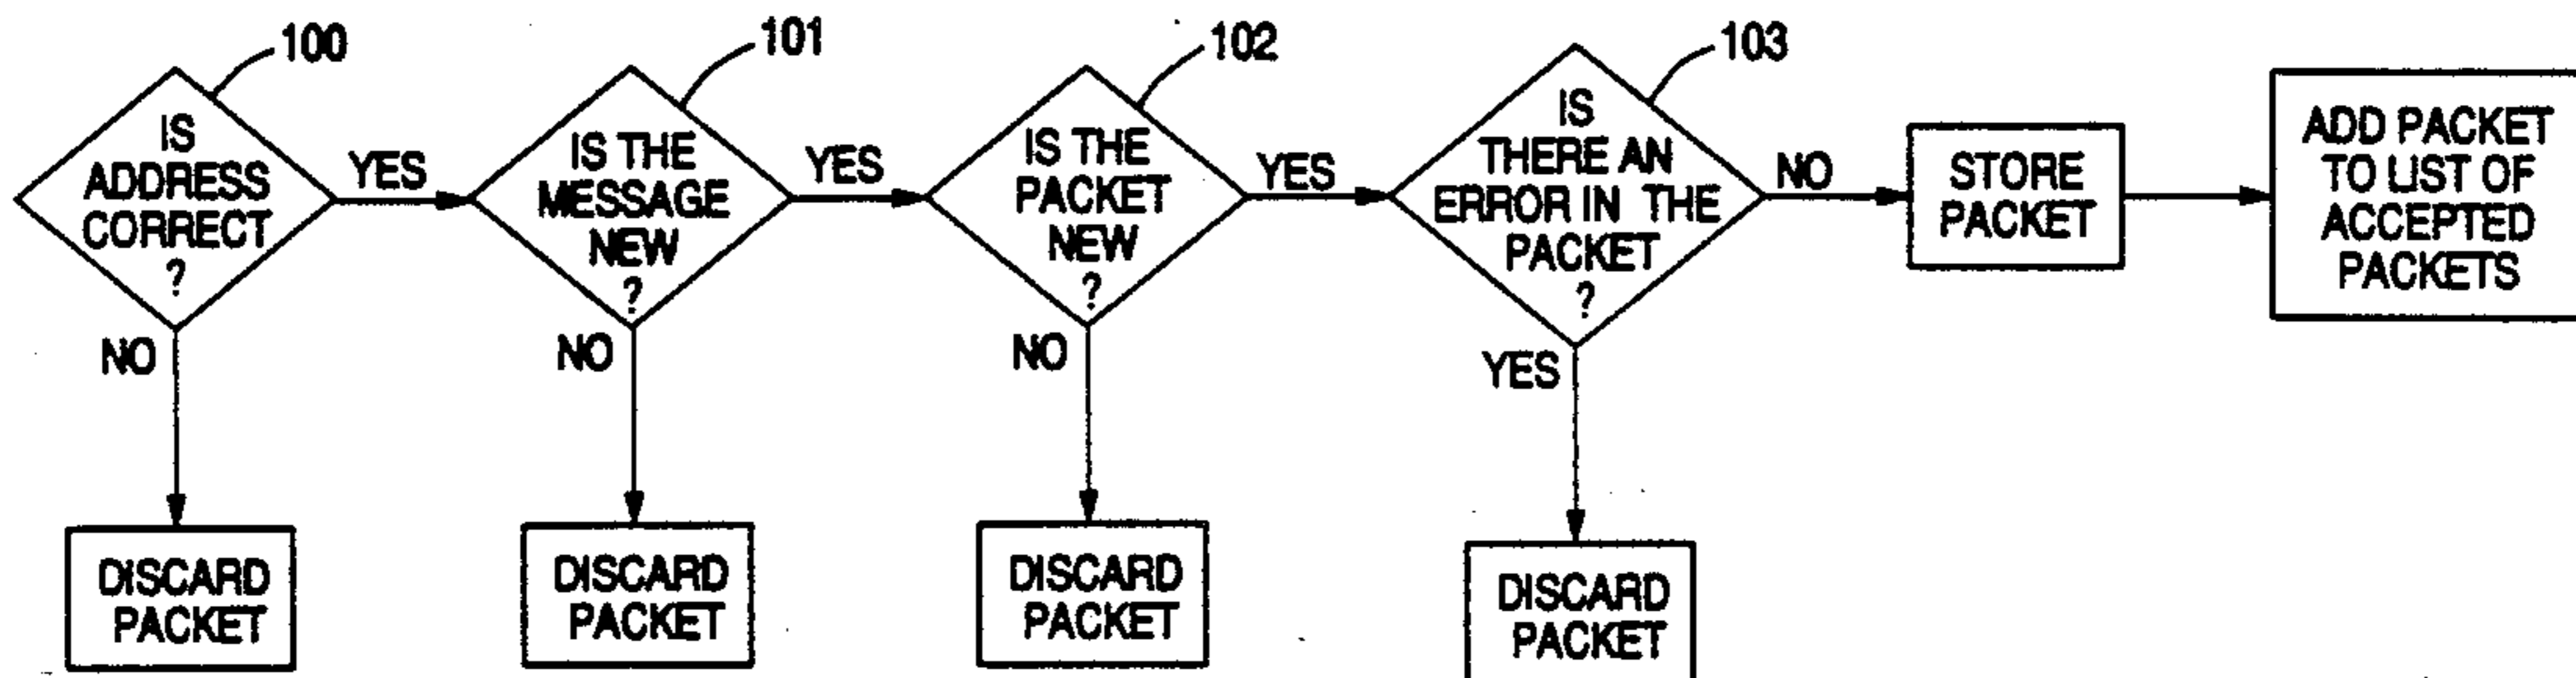 100
IS
ADDRESS
CORRECT
?
YES
NO
DISCARD
PACKET
101
IS THE
MESSAGE
NEW
?
YES
NO
DISCARD
PACKET
102
IS THE
PACKET
NEW
?
YES
NO
DISCARD
PACKET
103
IS
THERE AN
ERROR IN THE
PACKET
?
NO
YES
DISCARD
PACKET
STORE
PACKET
ADD PACKET
TO LIST OF
ACCEPTED
PACKETS